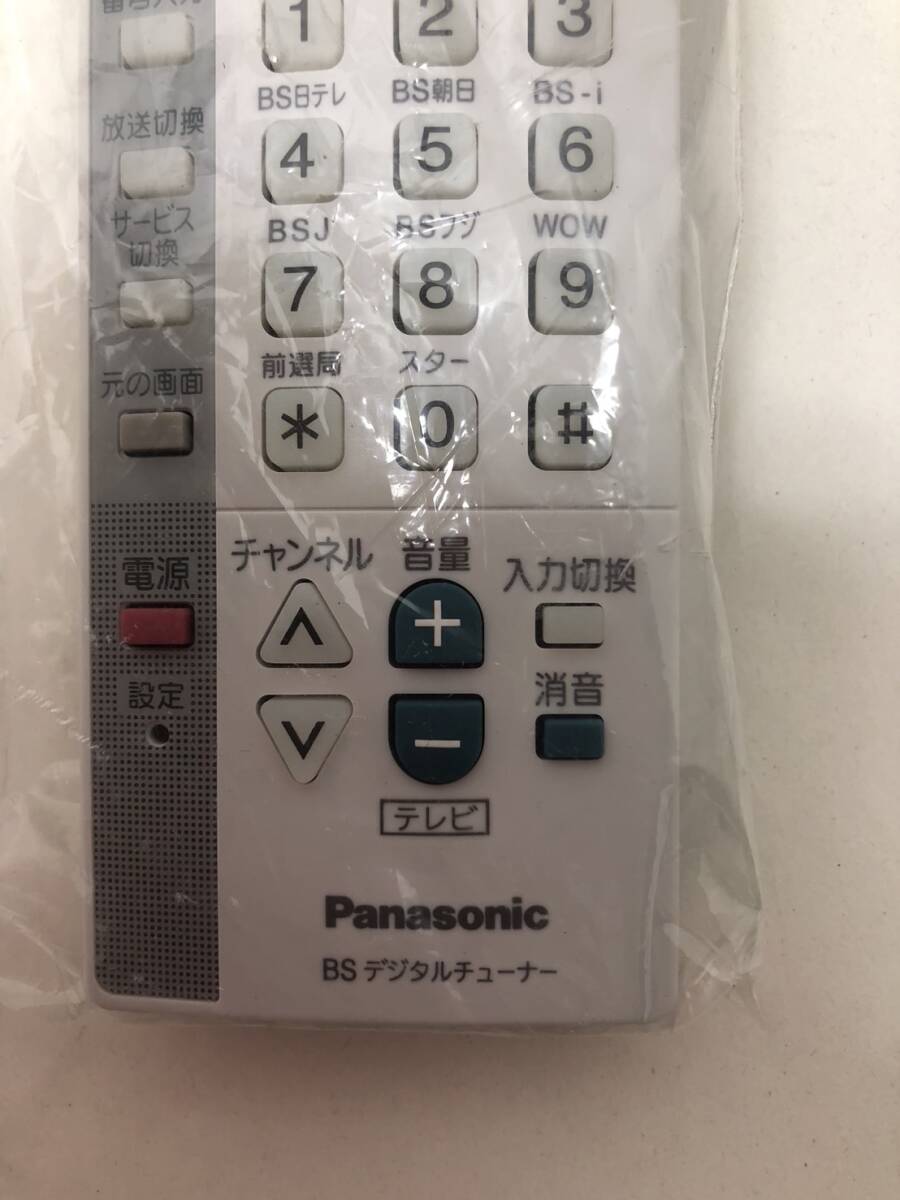 1 2 3
BS日テレ BS朝日 BS-i
放送切換
4 5 6
サービス
切換
BSJ BSフジ WOW
7 8 9
元の画面
前選局 スター
* 0 #
電源
チャンネル 音量
入力切換
∧ +
設定
消音
∨ −
テレビ
Panasonic
BS デジタルチューナー